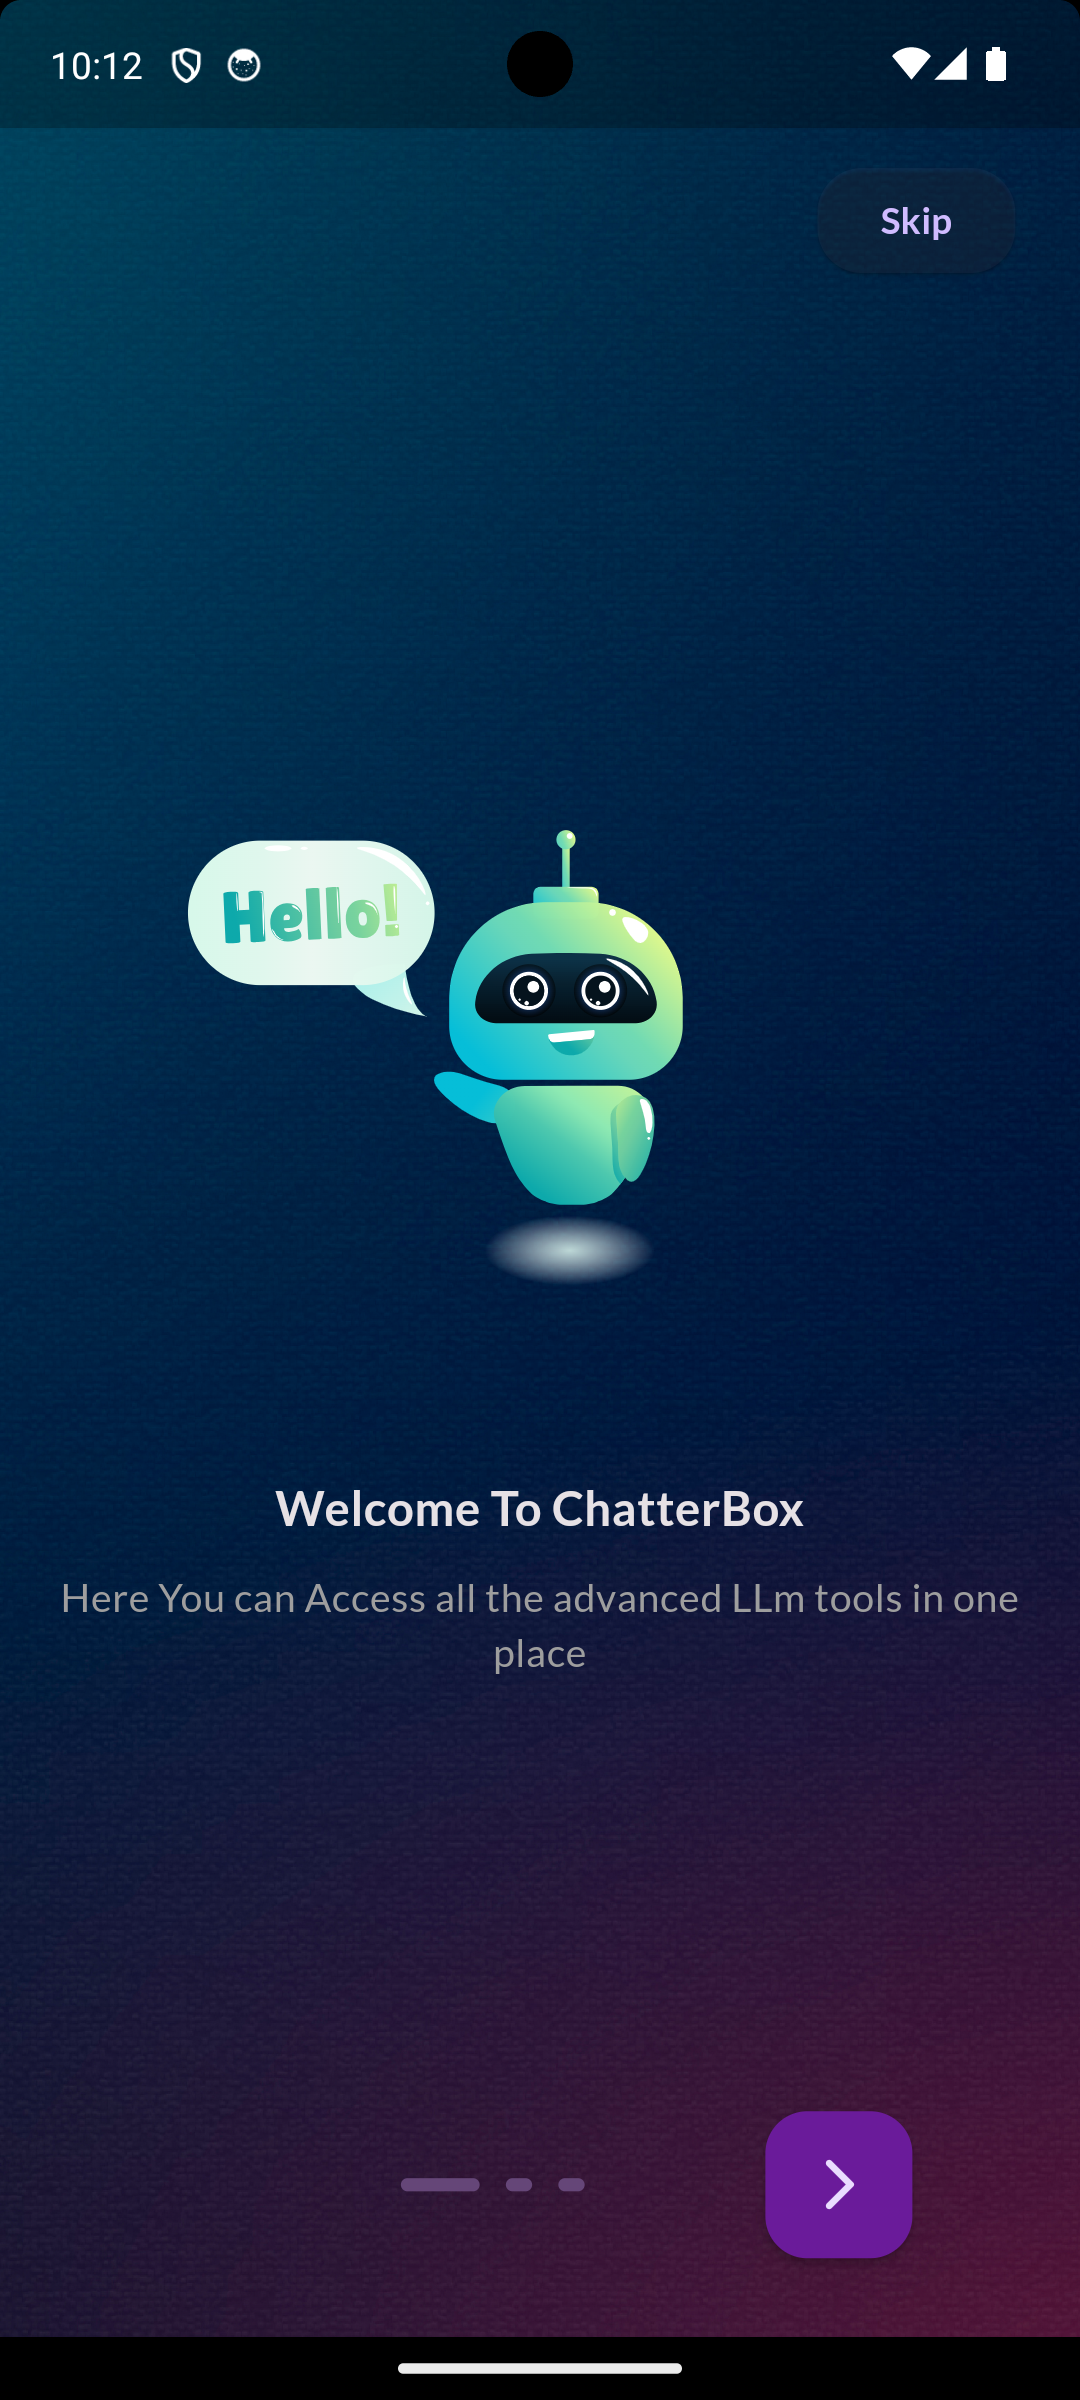 10:12
Skip
Hello!
Welcome To ChatterBox
Here You can Access all the advanced LLm tools in one
place